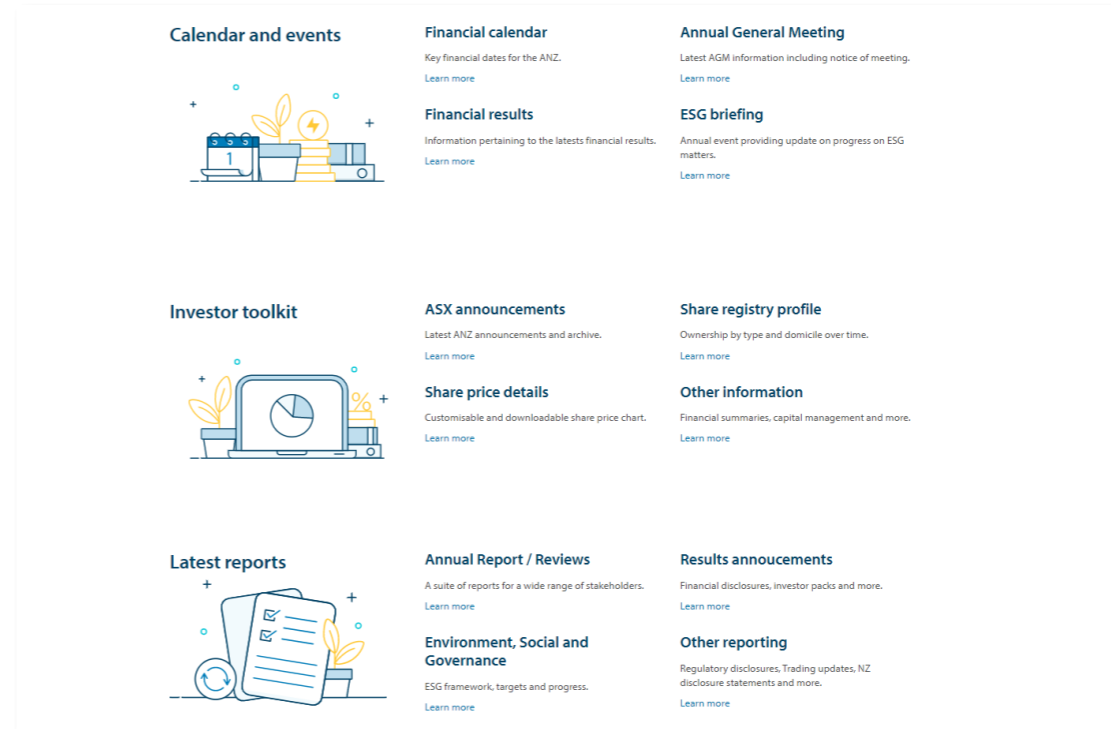 Calendar and events
Financial calendar
Key financial dates for the ANZ.
Learn more
Annual General Meeting
Latest AGM information including notice of meeting.
Learn more
Financial results
Information pertaining to the latests financial results.
Learn more
ESG briefing
Annual event providing update on progress on ESG
matters.
Learn more
1
Investor toolkit
ASX announcements
Latest ANZ announcements and archive.
Learn more
Share registry profile
Ownership by type and domicile over time.
Learn more
Share price details
Customisable and downloadable share price chart.
Learn more
Other information
Financial summaries, capital management and more.
Learn more
%
Latest reports
Annual Report / Reviews
A suite of reports for a wide range of stakeholders.
Learn more
Results annoucements
Financial disclosures, investor packs and more.
Learn more
Environment, Social and
Governance
ESG framework, targets and progress.
Learn more
Other reporting
Regulatory disclosures, Trading updates, NZ
disclosure statements and more.
Learn more